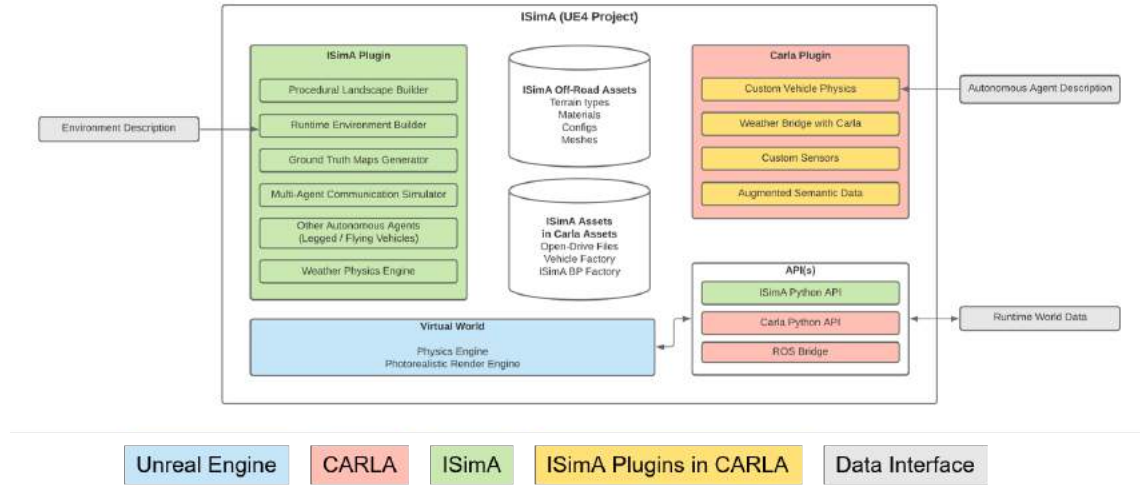 ISimA (UE4 Project)
ISimA Plugin
Procedural Landscape Builder
Runtime Environment Builder
Ground Truth Maps Generator
Multi-Agent Communication Simulator
Other Autonomous Agents
(Legged / Flying Vehicles)
Weather Physics Engine
Environment Description
ISimA Off-Road Assets
Terrain types
Materials
Configs
Meshes
ISimA Assets
in Carla Assets
Open-Drive Files
Vehicle Factory
ISimA BP Factory
Carla Plugin
Custom Vehicle Physics
Weather Bridge with Carla
Custom Sensors
Augmented Semantic Data
Autonomous Agent Description
Virtual World
Physics Engine
Photorealistic Render Engine
API(s)
ISimA Python API
Carla Python API
ROS Bridge
Runtime World Data
Unreal Engine
CARLA
ISimA
ISimA Plugins in CARLA
Data Interface